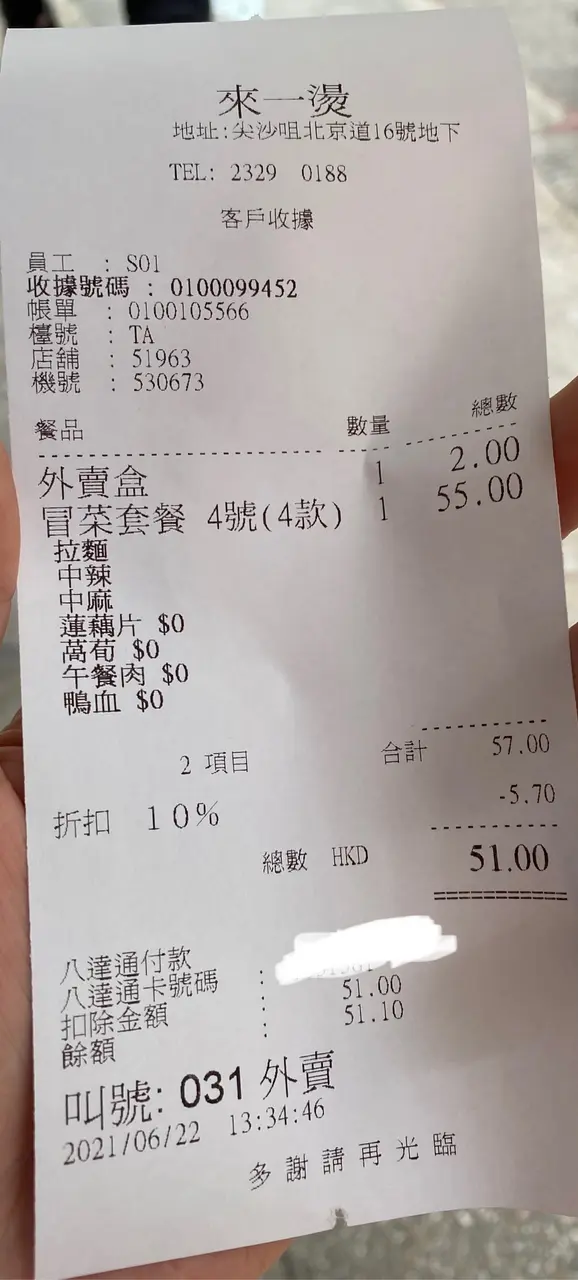 來一燙
地址:尖沙咀北京道16號地下
TEL: 2329 0188
客戶收據
員工 : S01
收據號碼 : 0100099452
帳單 : 0100105566
檯號 : TA
店舖 : 51963
機號 : 530673
餐品 數量 總數
外賣盒 1 2.00
冒菜套餐 4號(4款) 1 55.00
拉麵
中辣
中麻
蓮藕片 $0
萵荀 $0
午餐肉 $0
鴨血 $0
2 項目 合計 57.00
折扣 10% -5.70
總數 HKD 51.00
八達通付款
八達通卡號碼 :
扣除金額 : 51.00
餘額 : 51.10
叫號: 031 外賣
2021/06/22 13:34:46
多謝請再光臨